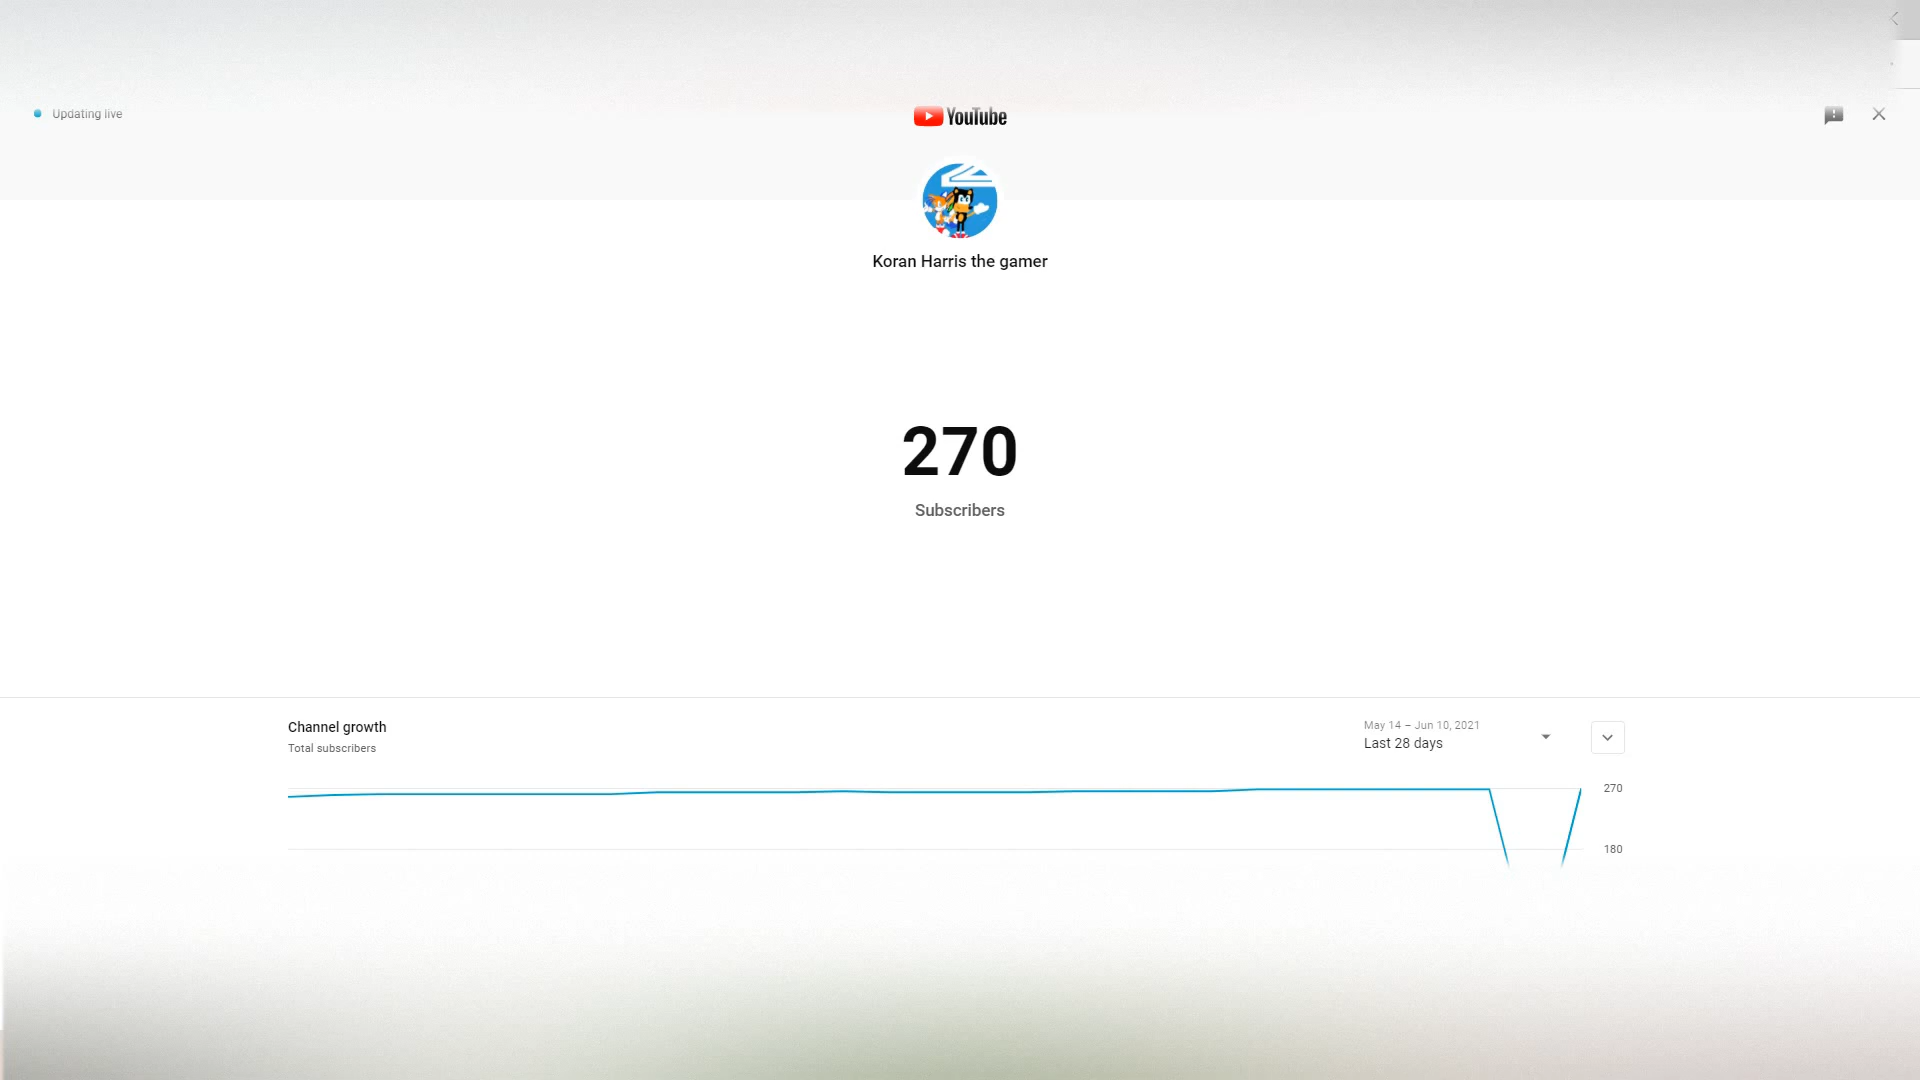 Updating live
YouTube
Koran Harris the gamer
270
Subscribers
Channel growth
Total subscribers
May 14 – Jun 10, 2021
Last 28 days
270
180